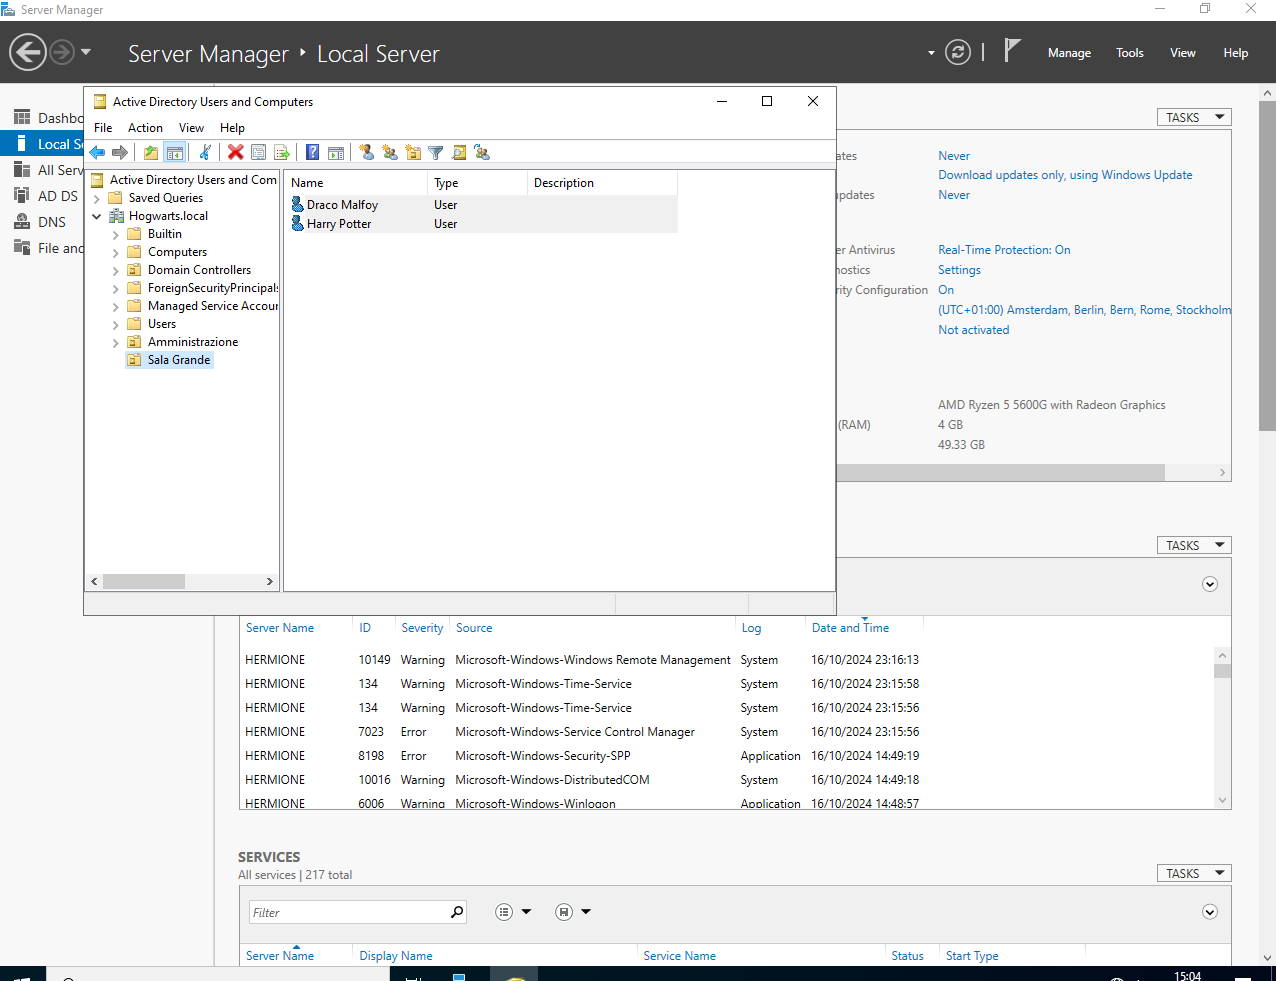 Server Manager
Server Manager ‣ Local Server
Manage Tools View Help
Dashbo
Local Se
All Serv
AD DS
DNS
File and
Active Directory Users and Computers
File Action View Help
Active Directory Users and Com
Saved Queries
Hogwarts.local
Builtin
Computers
Domain Controllers
ForeignSecurityPrincipals
Managed Service Accour
Users
Amministrazione
Sala Grande
Name Type Description
Draco Malfoy User
Harry Potter User
TASKS
ates Never
Download updates only, using Windows Update
updates Never
er Antivirus Real-Time Protection: On
nostics Settings
rity Configuration On
(UTC+01:00) Amsterdam, Berlin, Bern, Rome, Stockholm
Not activated
AMD Ryzen 5 5600G with Radeon Graphics
(RAM) 4 GB
49.33 GB
TASKS
Server Name ID Severity Source Log Date and Time
HERMIONE 10149 Warning Microsoft-Windows-Windows Remote Management System 16/10/2024 23:16:13
HERMIONE 134 Warning Microsoft-Windows-Time-Service System 16/10/2024 23:15:58
HERMIONE 134 Warning Microsoft-Windows-Time-Service System 16/10/2024 23:15:56
HERMIONE 7023 Error Microsoft-Windows-Service Control Manager System 16/10/2024 23:15:56
HERMIONE 8198 Error Microsoft-Windows-Security-SPP Application 16/10/2024 14:49:19
HERMIONE 10016 Warning Microsoft-Windows-DistributedCOM System 16/10/2024 14:49:18
HERMIONE 6006 Warning Microsoft-Windows-Winlogon Application 16/10/2024 14:48:57
SERVICES
All services | 217 total
TASKS
Filter
Server Name Display Name Service Name Status Start Type
15:04